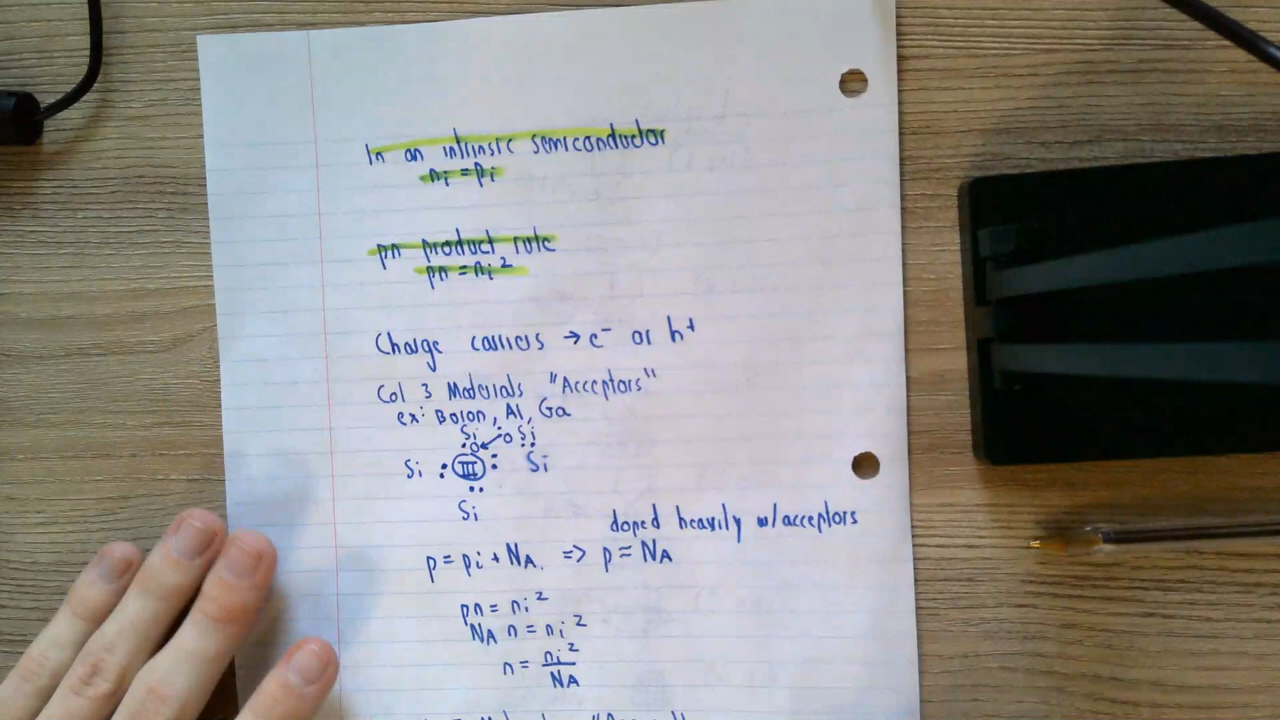 In an intrinsic semiconductor
ni = pi
pn product rule
pn = ni²
Charge carriers → e⁻ or h⁺
Col 3 Materials "Acceptors"
ex: Boron, Al, Ga
Si Si
Si III Si
Si
doped heavily w/acceptors
p = pi + NA. => p ≈ NA
pn = ni²
NA n = ni²
n = ni²
NA